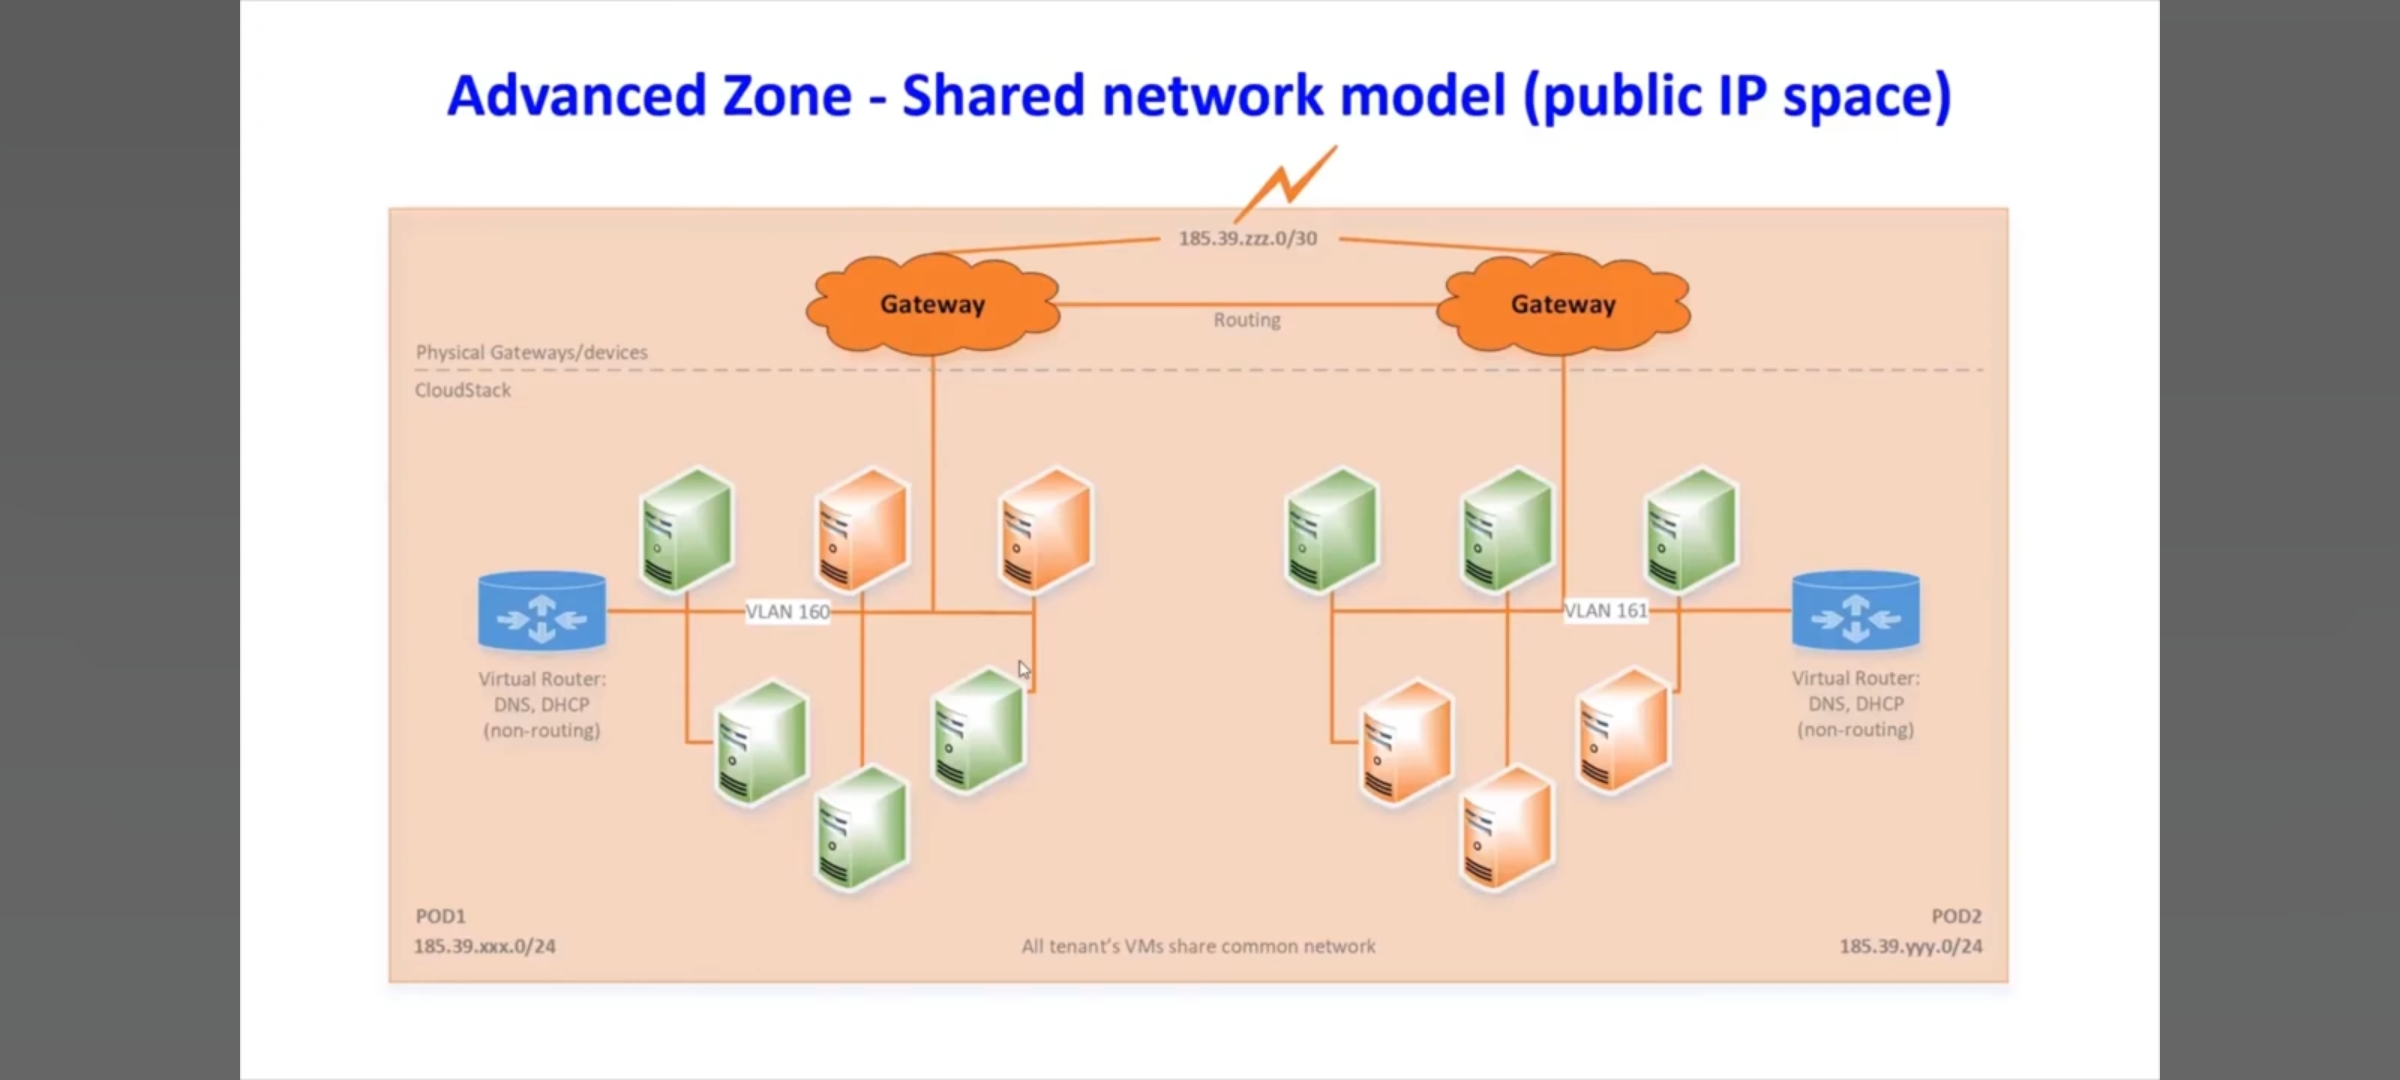 Advanced Zone - Shared network model (public IP space)
185.39.zzz.0/30
Gateway
Gateway
Routing
Physical Gateways/devices
CloudStack
VLAN 160
VLAN 161
Virtual Router:
DNS, DHCP
(non-routing)
Virtual Router:
DNS, DHCP
(non-routing)
POD1
185.39.xxx.0/24
All tenant's VMs share common network
POD2
185.39.yyy.0/24